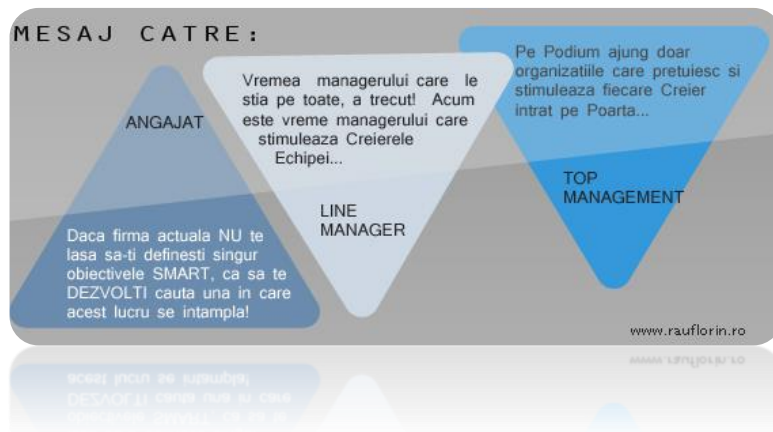 MESAJ CATRE:
ANGAJAT
Daca firma actuala NU te
lasa sa-ti definesti singur
obiectivele SMART, ca sa te
DEZVOLTI cauta una in care
acest lucru se intampla!
Vremea managerului care le
stia pe toate, a trecut! Acum
este vreme managerului care
stimuleaza Creierele
Echipei...
LINE
MANAGER
Pe Podium ajung doar
organizatiile care pretuiesc si
stimuleaza fiecare Creier
intrat pe Poarta...
TOP
MANAGEMENT
www.rauflorin.ro